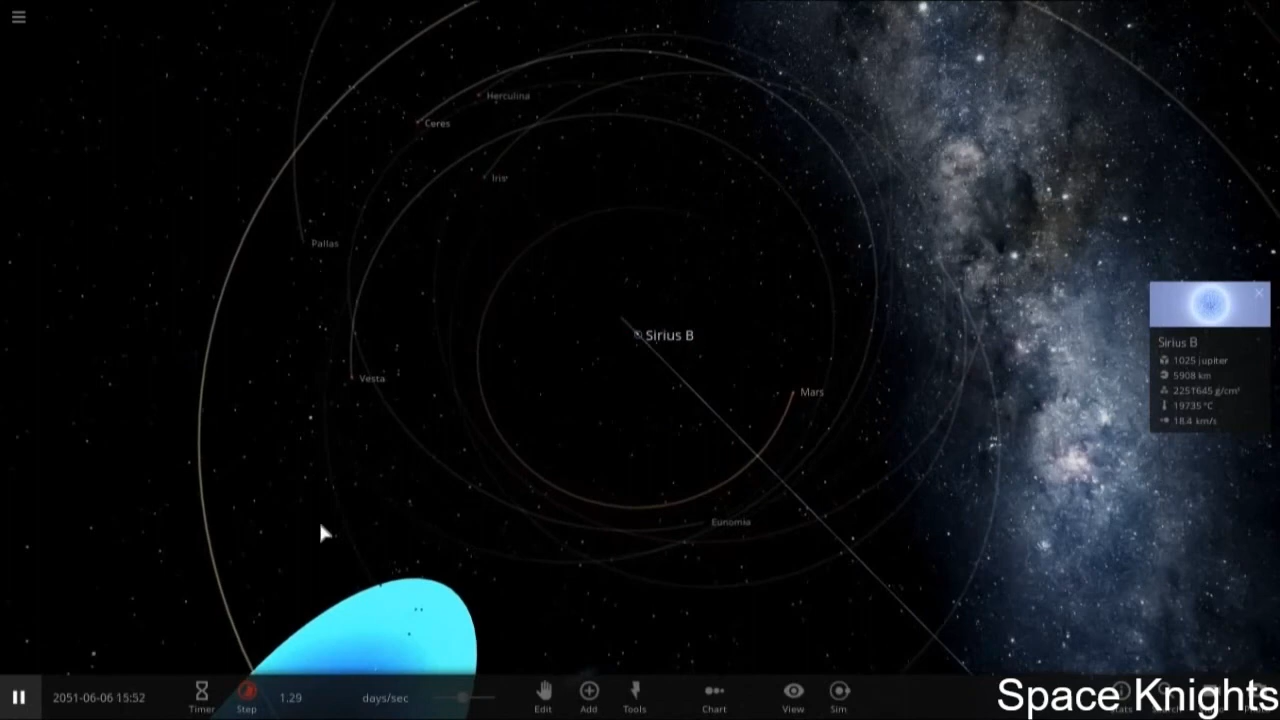 Herculina
Ceres
Iris
Pallas
Sirius B
Vesta
Mars
Eunomia
Sirius B
1025 jupiter
5908 km
2251645 g/cm³
19735 °C
18.4 km/s
2051-06-06 15:52
Timer
Step
1.29
days/sec
Edit
Add
Tools
Chart
View
Sim
Space Knights